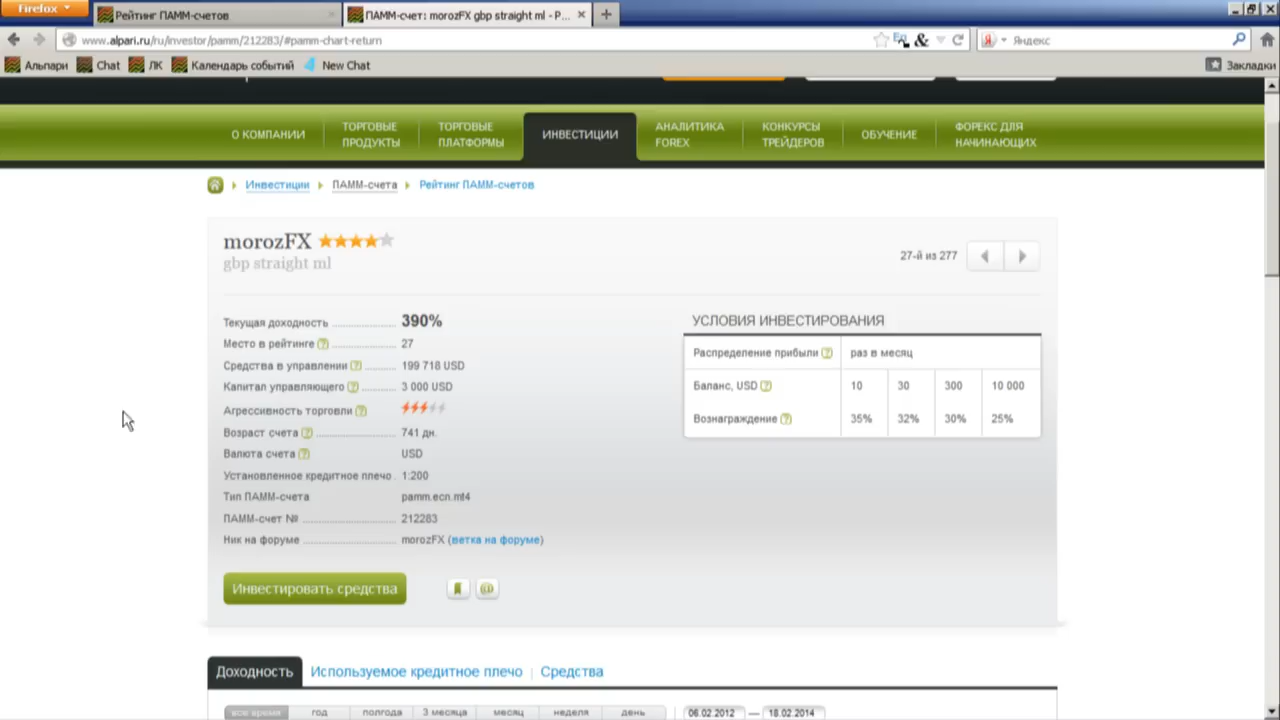 Firefox
Рейтинг ПАММ-счетов
ПАММ-счет: morozFX gbp straight ml - P...
www.alpari.ru/ru/investor/pamm/212283/#pamm-chart-return
Яндекс
Альпари
Chat
ЛК
Календарь событий
New Chat
Закладки
О КОМПАНИИ
ТОРГОВЫЕ ПРОДУКТЫ
ТОРГОВЫЕ ПЛАТФОРМЫ
ИНВЕСТИЦИИ
АНАЛИТИКА FOREX
КОНКУРСЫ ТРЕЙДЕРОВ
ОБУЧЕНИЕ
ФОРЕКС ДЛЯ НАЧИНАЮЩИХ
Инвестиции ПАММ-счета Рейтинг ПАММ-счетов
morozFX
gbp straight ml
27-й из 277
Текущая доходность 390%
Место в рейтинге 27
Средства в управлении 199 718 USD
Капитал управляющего 3 000 USD
Агрессивность торговли
Возраст счета 741 дн.
Валюта счета USD
Установленное кредитное плечо 1:200
Тип ПАММ-счета pamm.ecn.mt4
ПАММ-счет № 212283
Ник на форуме morozFX (ветка на форуме)
УСЛОВИЯ ИНВЕСТИРОВАНИЯ
Распределение прибыли раз в месяц
Баланс, USD 10 30 300 10 000
Вознаграждение 35% 32% 30% 25%
Инвестировать средства
Доходность Используемое кредитное плечо | Средства
все время год полгода 3 месяца месяц неделя день 06.02.2012 — 18.02.2014